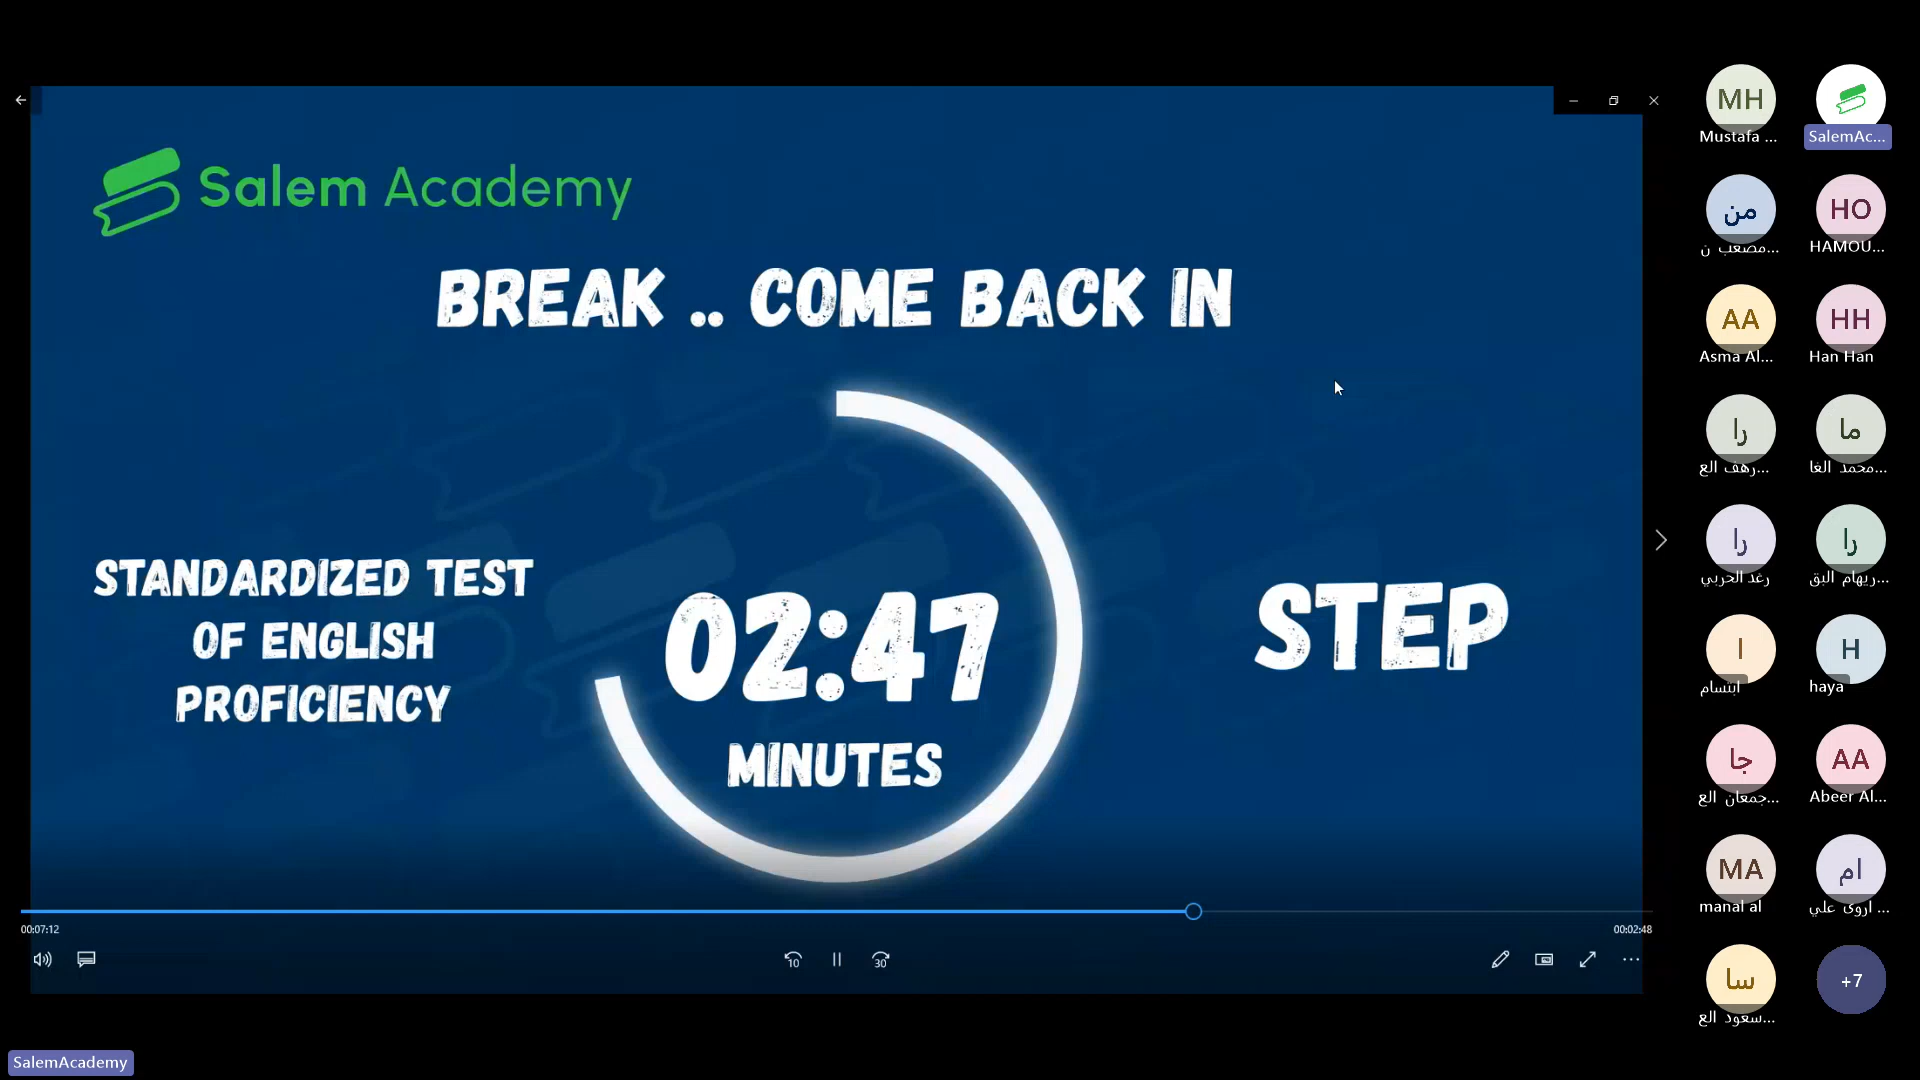 Salem Academy
BREAK .. COME BACK IN
STANDARDIZED TEST
OF ENGLISH
PROFICIENCY
02:47
MINUTES
STEP
00:07:12
00:02:48
10
30
SalemAcademy
MH
Mustafa ...
SalemAc...
من
مصعب ن...
HO
HAMOU...
AA
Asma Al...
HH
Han Han
را
رهف الع...
ما
محمد الغا...
را
رغد الحربي
را
ريهام البق...
ا
ابتسام
H
haya
جا
جمعان الع...
AA
Abeer Al...
MA
manal al
ام
اروى علي ...
سا
سعود الع...
+7